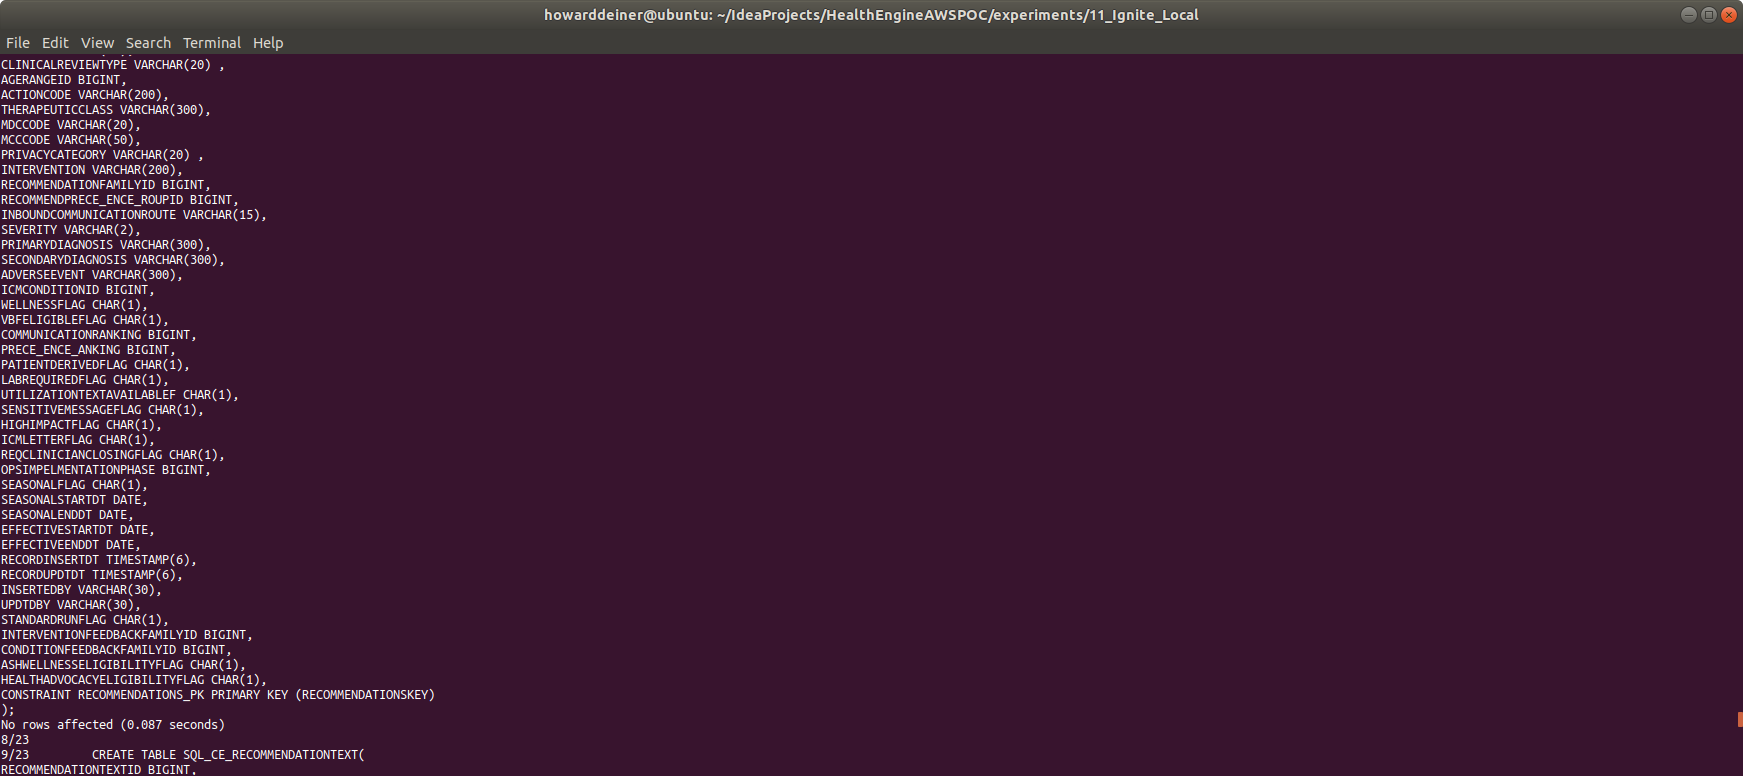 howarddeiner@ubuntu: ~/IdeaProjects/HealthEngineAWSPOC/experiments/11_Ignite_Local
File Edit View Search Terminal Help
CLINICALREVIEWTYPE VARCHAR(20) ,
AGERANGEID BIGINT,
ACTIONCODE VARCHAR(200),
THERAPEUTICCLASS VARCHAR(300),
MDCCODE VARCHAR(20),
MCCCODE VARCHAR(50),
PRIVACYCATEGORY VARCHAR(20) ,
INTERVENTION VARCHAR(200),
RECOMMENDATIONFAMILYID BIGINT,
RECOMMENDPRECE_ENCE_ROUPID BIGINT,
INBOUNDCOMMUNICATIONROUTE VARCHAR(15),
SEVERITY VARCHAR(2),
PRIMARYDIAGNOSIS VARCHAR(300),
SECONDARYDIAGNOSIS VARCHAR(300),
ADVERSEEVENT VARCHAR(300),
ICMCONDITIONID BIGINT,
WELLNESSFLAG CHAR(1),
VBFELIGIBLEFLAG CHAR(1),
COMMUNICATIONRANKING BIGINT,
PRECE_ENCE_ANKING BIGINT,
PATIENTDERIVEDFLAG CHAR(1),
LABREQUIREDFLAG CHAR(1),
UTILIZATIONTEXTAVAILABLEF CHAR(1),
SENSITIVEMESSAGEFLAG CHAR(1),
HIGHIMPACTFLAG CHAR(1),
ICMLETTERFLAG CHAR(1),
REQCLINICIANCLOSINGFLAG CHAR(1),
OPSIMPELMENTATIONPHASE BIGINT,
SEASONALFLAG CHAR(1),
SEASONALSTARTDT DATE,
SEASONALENDDT DATE,
EFFECTIVESTARTDT DATE,
EFFECTIVEENDDT DATE,
RECORDINSERTDT TIMESTAMP(6),
RECORDUPDTDT TIMESTAMP(6),
INSERTEDBY VARCHAR(30),
UPDTDBY VARCHAR(30),
STANDARDRUNFLAG CHAR(1),
INTERVENTIONFEEDBACKFAMILYID BIGINT,
CONDITIONFEEDBACKFAMILYID BIGINT,
ASHWELLNESSELIGIBILITYFLAG CHAR(1),
HEALTHADVOCACYELIGIBILITYFLAG CHAR(1),
CONSTRAINT RECOMMENDATIONS_PK PRIMARY KEY (RECOMMENDATIONSKEY)
);
No rows affected (0.087 seconds)
8/23
9/23         CREATE TABLE SQL_CE_RECOMMENDATIONTEXT(
RECOMMENDATIONTEXTID BIGINT,